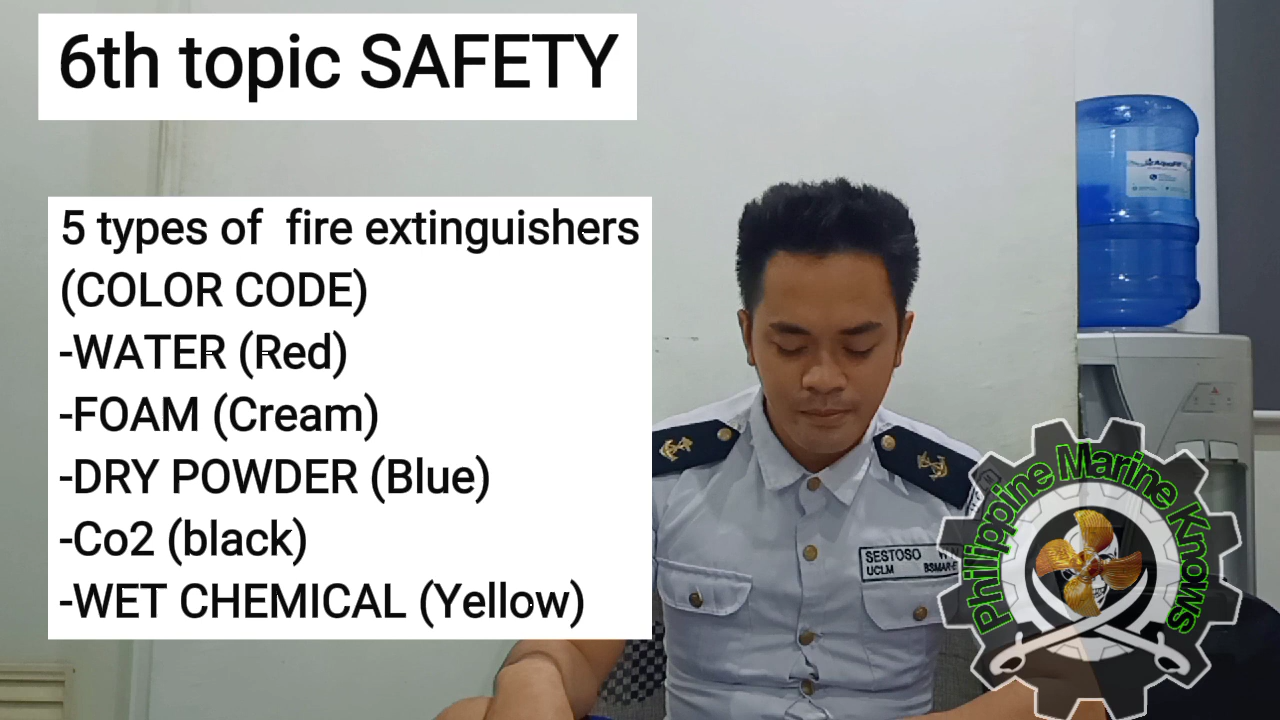 6th topic SAFETY
5 types of fire extinguishers
(COLOR CODE)
-WATER (Red)
-FOAM (Cream)
-DRY POWDER (Blue)
-Co2 (black)
-WET CHEMICAL (Yellow)
SESTOSO W N
UCLM BSMAR-E
Philippine Marine Knows